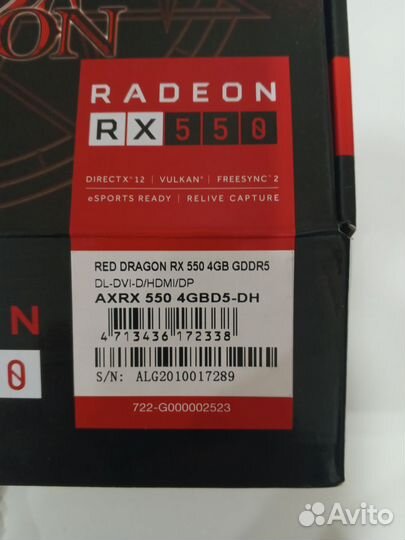 RADEON
RX 550
DIRECTX® 12 | VULKAN® | FREESYNC™ 2
eSPORTS READY | RELIVE CAPTURE
RED DRAGON RX 550 4GB GDDR5
DL-DVI-D/HDMI/DP
AXRX 550 4GBD5-DH
4 713436 172338
S/N: ALG2010017289
722-G000002523
N
0
Avito